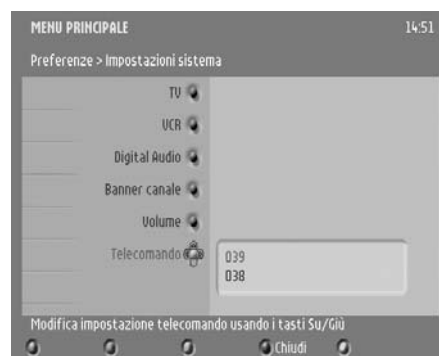 MENU PRINCIPALE 14:51
Preferenze > Impostazioni sistema
TV
VCR
Digital Audio
Banner canale
Volume
Telecomando 039
038
Modifica impostazione telecomando usando i tasti Su/Giù
Chiudi